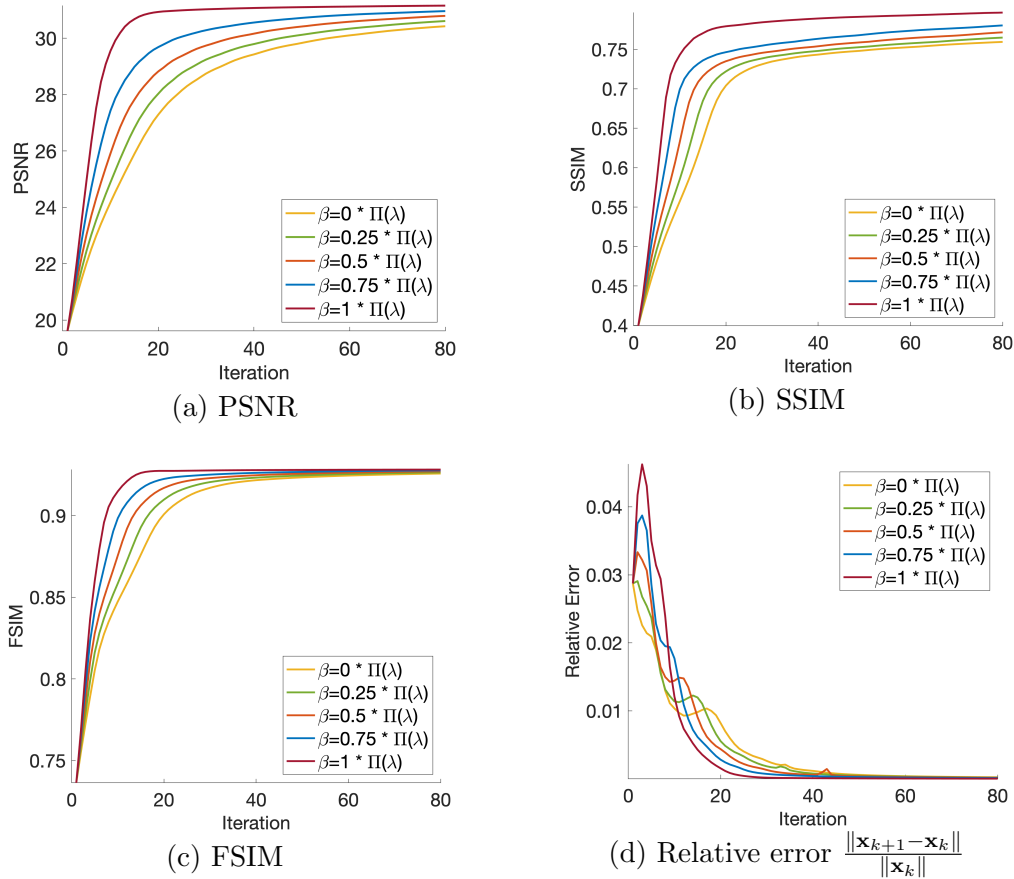 30
28
26
24
22
20
PSNR
0
20
40
60
80
Iteration
β=0 * Π(λ)
β=0.25 * Π(λ)
β=0.5 * Π(λ)
β=0.75 * Π(λ)
β=1 * Π(λ)
(a) PSNR
0.75
0.7
0.65
0.6
0.55
0.5
0.45
0.4
SSIM
0
20
40
60
80
Iteration
β=0 * Π(λ)
β=0.25 * Π(λ)
β=0.5 * Π(λ)
β=0.75 * Π(λ)
β=1 * Π(λ)
(b) SSIM
0.9
0.85
0.8
0.75
FSIM
0
20
40
60
80
Iteration
β=0 * Π(λ)
β=0.25 * Π(λ)
β=0.5 * Π(λ)
β=0.75 * Π(λ)
β=1 * Π(λ)
(c) FSIM
0.04
0.03
0.02
0.01
Relative Error
0
20
40
60
80
Iteration
β=0 * Π(λ)
β=0.25 * Π(λ)
β=0.5 * Π(λ)
β=0.75 * Π(λ)
β=1 * Π(λ)
(d) Relative error ‖x_{k+1}−x_k‖ / ‖x_k‖